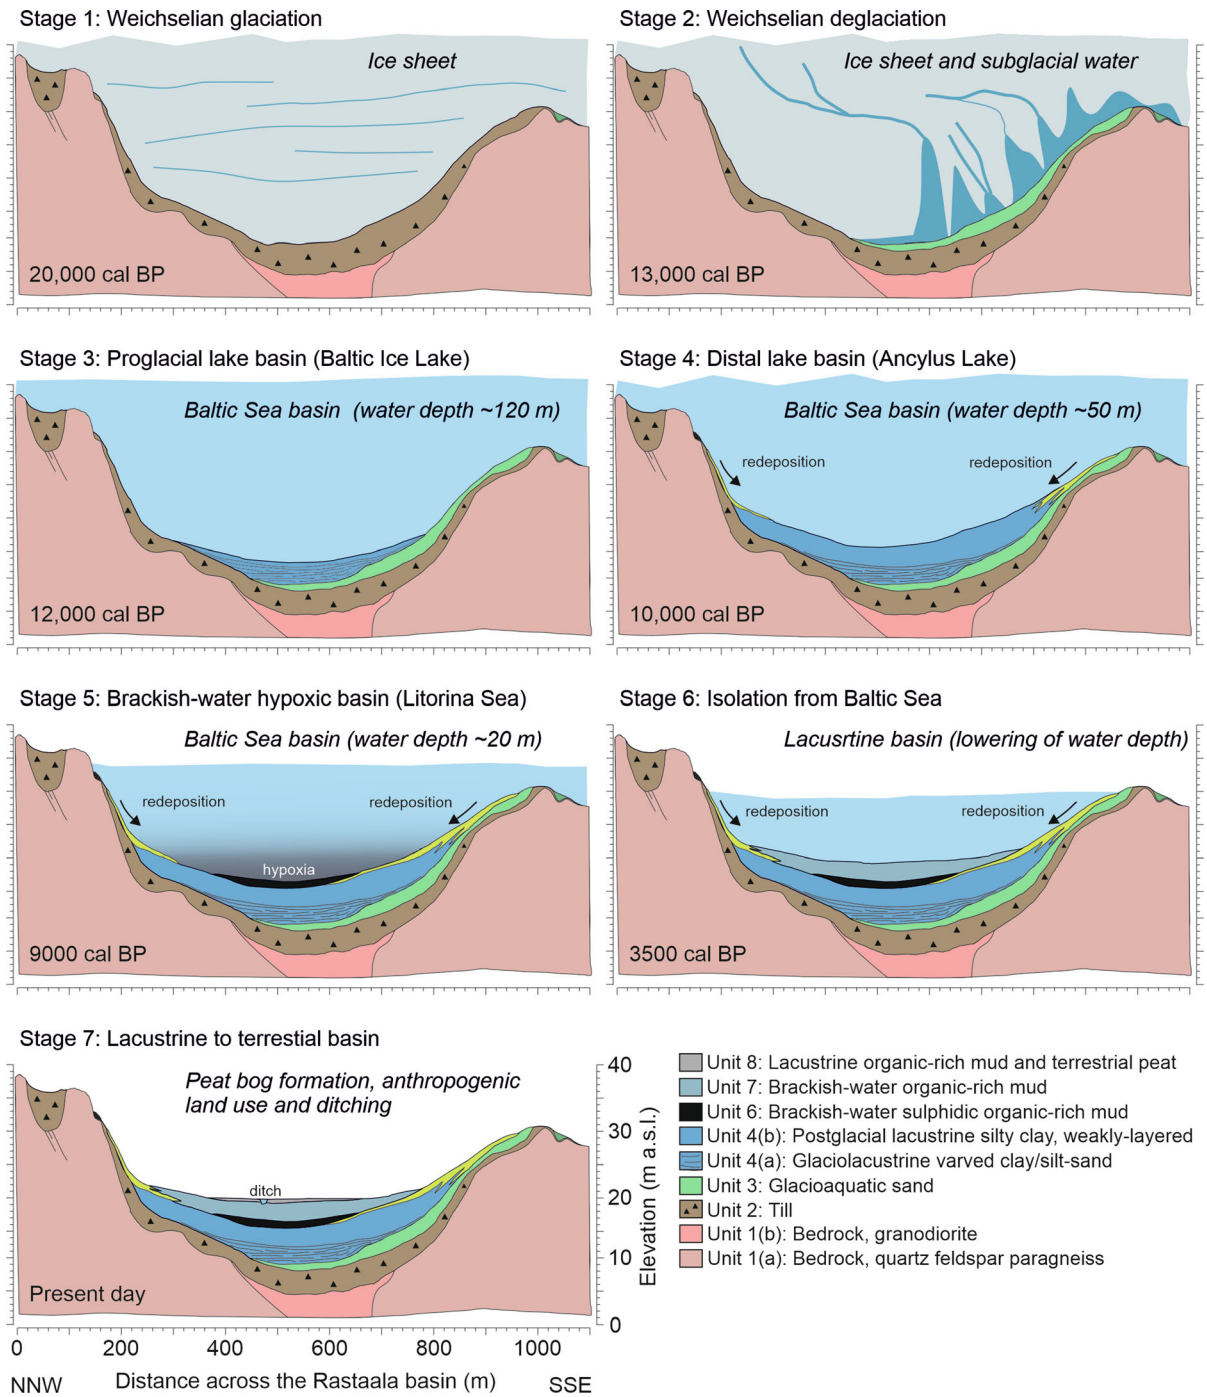 Stage 1: Weichselian glaciation
Ice sheet
20,000 cal BP
Stage 2: Weichselian deglaciation
Ice sheet and subglacial water
13,000 cal BP
Stage 3: Proglacial lake basin (Baltic Ice Lake)
Baltic Sea basin (water depth ~120 m)
12,000 cal BP
Stage 4: Distal lake basin (Ancylus Lake)
Baltic Sea basin (water depth ~50 m)
redeposition
redeposition
10,000 cal BP
Stage 5: Brackish-water hypoxic basin (Litorina Sea)
Baltic Sea basin (water depth ~20 m)
redeposition
redeposition
hypoxia
9000 cal BP
Stage 6: Isolation from Baltic Sea
Lacusrtine basin (lowering of water depth)
redeposition
redeposition
3500 cal BP
Stage 7: Lacustrine to terrestial basin
Peat bog formation, anthropogenic
land use and ditching
ditch
Present day
40
30
20
10
0
Elevation (m a.s.l.)
0 200 400 600 800 1000
NNW Distance across the Rastaala basin (m) SSE
Unit 8: Lacustrine organic-rich mud and terrestrial peat
Unit 7: Brackish-water organic-rich mud
Unit 6: Brackish-water sulphidic organic-rich mud
Unit 4(b): Postglacial lacustrine silty clay, weakly-layered
Unit 4(a): Glaciolacustrine varved clay/silt-sand
Unit 3: Glacioaquatic sand
Unit 2: Till
Unit 1(b): Bedrock, granodiorite
Unit 1(a): Bedrock, quartz feldspar paragneiss